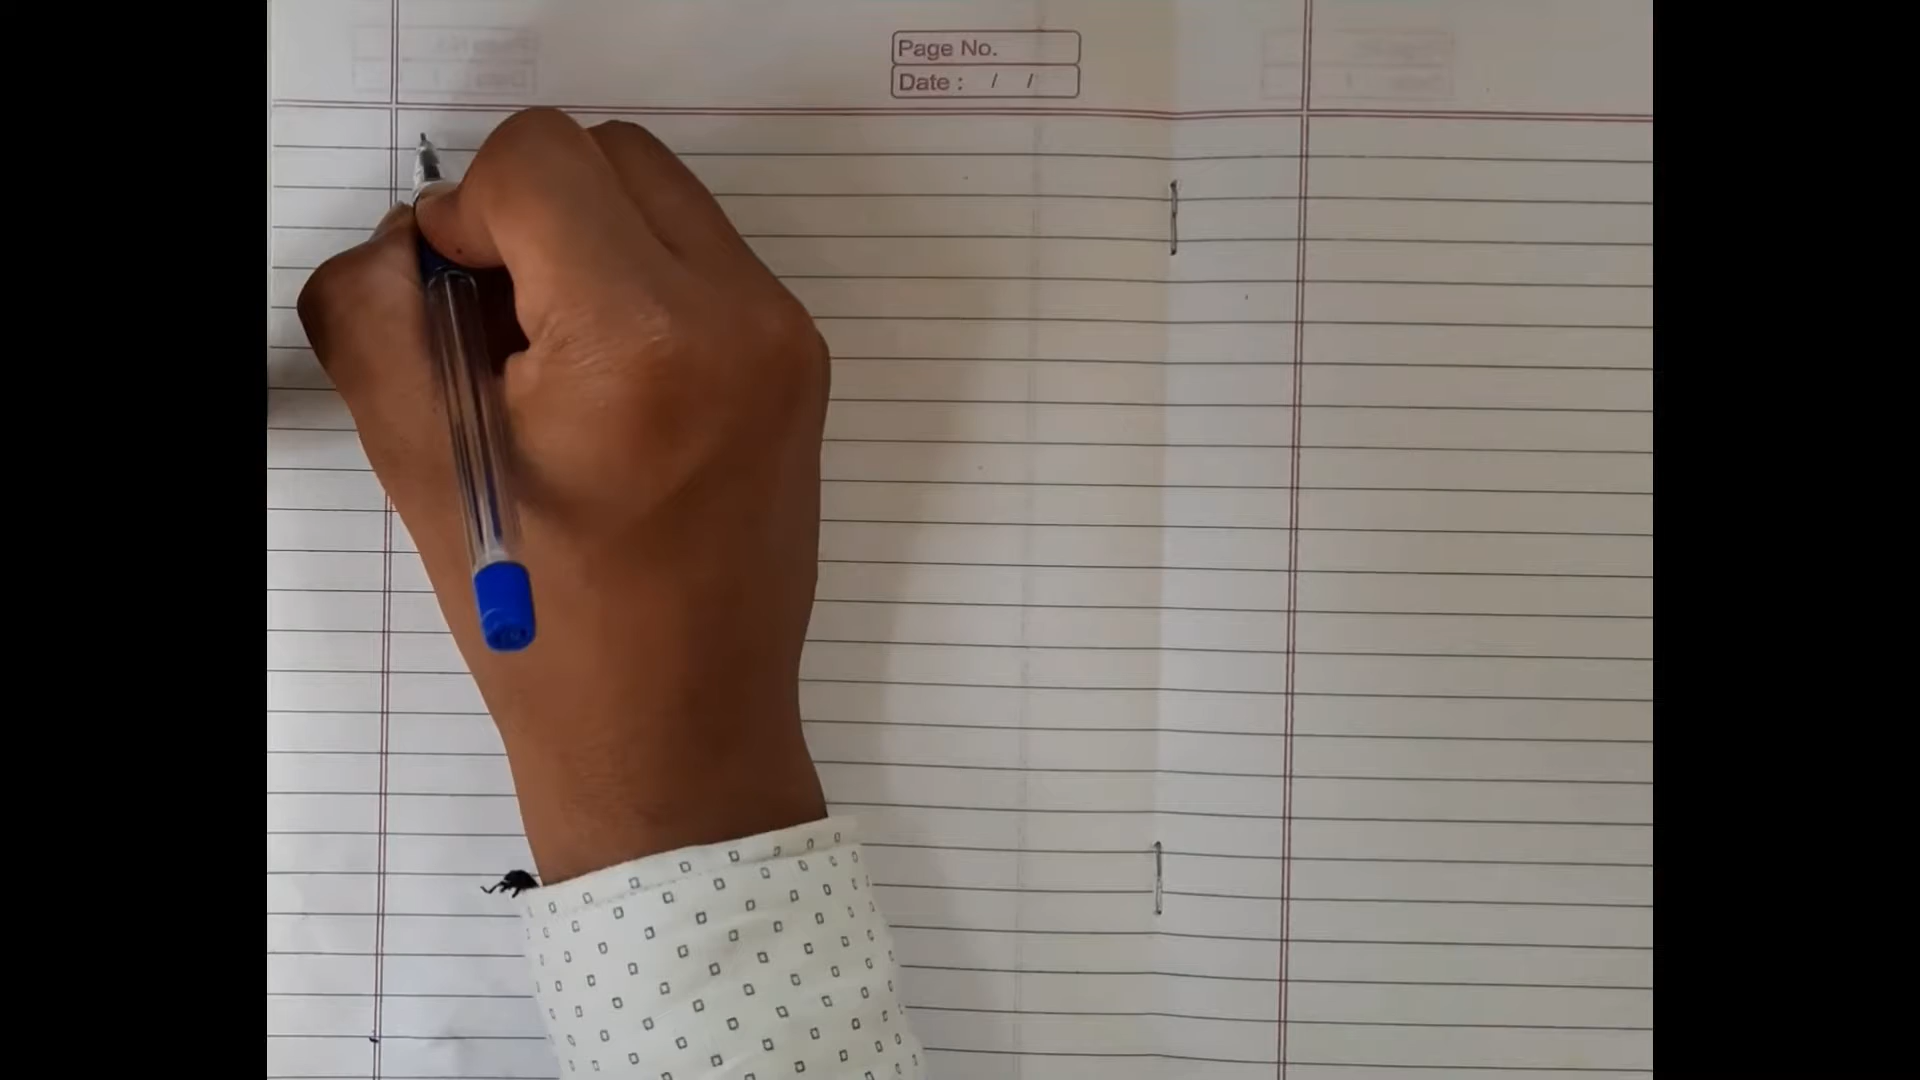 Page No.
Date : / /